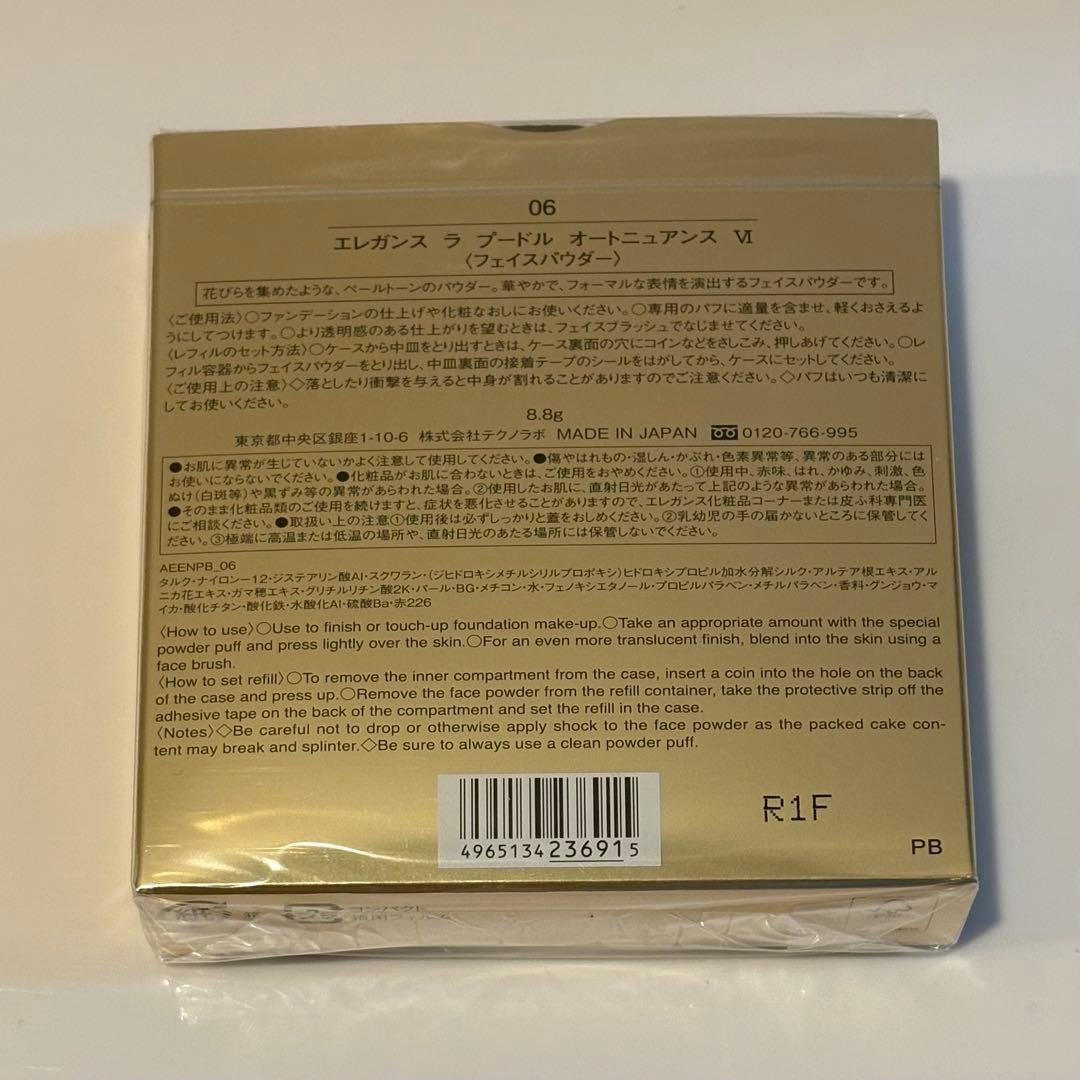 06
エレガンス ラ プードル オートニュアンス Ⅵ
〈フェイスパウダー〉
花びらを集めたような、ペールトーンのパウダー。華やかで、フォーマルな表情を演出するフェイスパウダーです。
〈ご使用法〉○ファンデーションの仕上げや化粧なおしにお使いください。○専用のパフに適量を含ませ、軽くおさえるよ
うにしてつけます。○より透明感のある仕上がりを望むときは、フェイスブラッシュでなじませてください。
〈レフィルのセット方法〉○ケースから中皿をとり出すときは、ケース裏面の穴にコインなどをさしこみ、押しあげてください。○レ
フィル容器からフェイスパウダーをとり出し、中皿裏面の接着テープのシールをはがしてから、ケースにセットしてください。
〈ご使用上の注意〉◇落としたり衝撃を与えると中身が割れることがありますのでご注意ください。◇パフはいつも清潔に
してお使いください。
8.8g
東京都中央区銀座1-10-6 株式会社テクノラボ MADE IN JAPAN 0120-766-995
●お肌に異常が生じていないかよく注意して使用してください。●傷やはれもの・湿しん・かぶれ・色素異常等、異常のある部分には
お使いにならないでください。●化粧品がお肌に合わないときは、ご使用をおやめください。①使用中、赤味、はれ、かゆみ、刺激、色
ぬけ(白斑等)や黒ずみ等の異常があらわれた場合。②使用したお肌に、直射日光があたって上記のような異常があらわれた場合。
●そのまま化粧品類のご使用を続けますと、症状を悪化させることがありますので、エレガンス化粧品コーナーまたは皮ふ科専門医
にご相談ください。●取扱い上の注意①使用後は必ずしっかりと蓋をおしめください。②乳幼児の手の届かないところに保管してく
ださい。③極端に高温または低温の場所や、直射日光のあたる場所には保管しないでください。
AEENPB_06
タルク・ナイロン-12・ジステアリン酸Al・スクワラン・(ジヒドロキシメチルシリルプロポキシ)ヒドロキシプロピル加水分解シルク・アルテア根エキス・アル
ニカ花エキス・ガマ穂エキス・グリチルリチン酸2K・パール・BG・メチコン・水・フェノキシエタノール・プロピルパラベン・メチルパラベン・香料・グンジョウ・マ
イカ・酸化チタン・酸化鉄・水酸化Al・硫酸Ba・赤226
〈How to use〉○Use to finish or touch-up foundation make-up.○Take an appropriate amount with the special
powder puff and press lightly over the skin.○For an even more translucent finish, blend into the skin using a
face brush.
〈How to set refill〉○To remove the inner compartment from the case, insert a coin into the hole on the back
of the case and press up.○Remove the face powder from the refill container, take the protective strip off the
adhesive tape on the back of the compartment and set the refill in the case.
〈Notes〉◇Be careful not to drop or otherwise apply shock to the face powder as the packed cake con-
tent may break and splinter.◇Be sure to always use a clean powder puff.
4965134236915
R1F
PB
紙
プラ
コンパクト